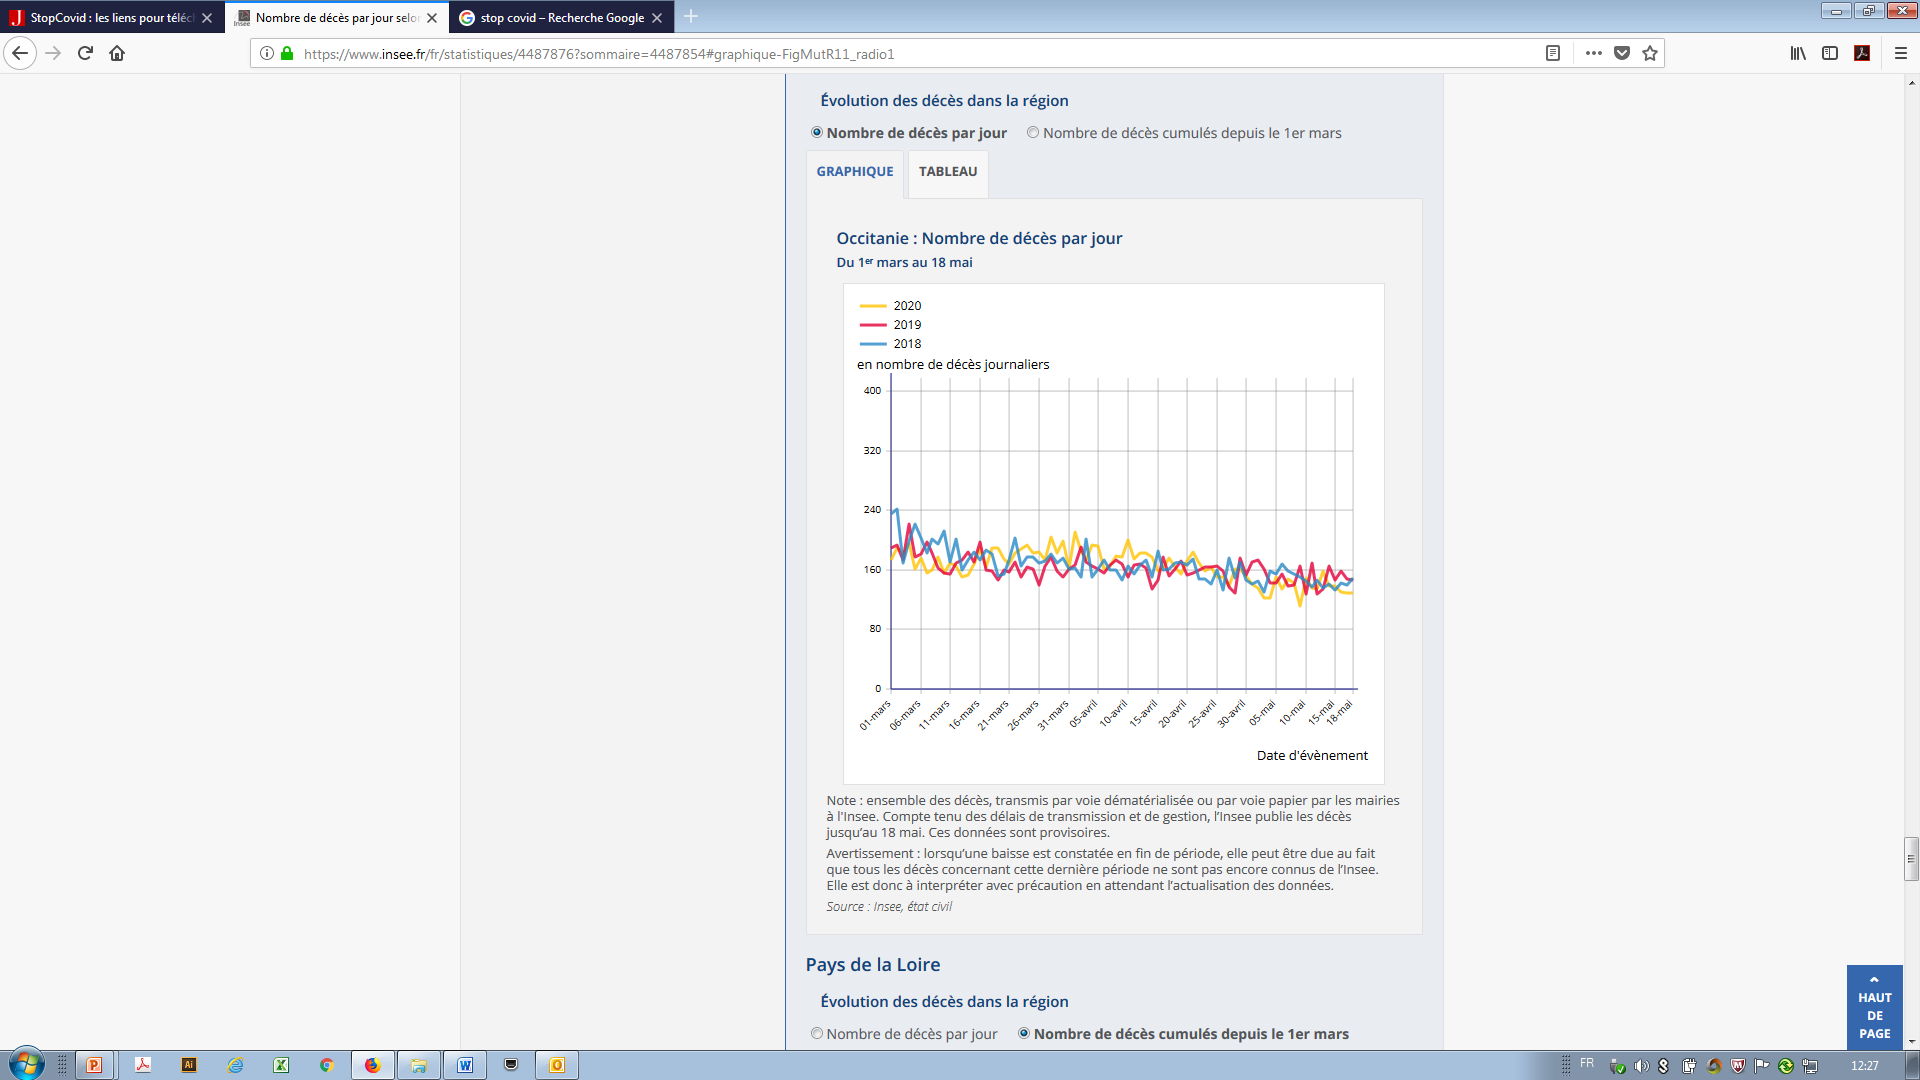 StopCovid : les liens pour téléch
Nombre de décès par jour selon
stop covid – Recherche Google
https://www.insee.fr/fr/statistiques/4487876?sommaire=4487854#graphique-FigMutR11_radio1
Évolution des décès dans la région
Nombre de décès par jour Nombre de décès cumulés depuis le 1er mars
GRAPHIQUE TABLEAU
Occitanie : Nombre de décès par jour
Du 1er mars au 18 mai
2020
2019
2018
en nombre de décès journaliers
400
320
240
160
80
0
01-mars 06-mars 11-mars 16-mars 21-mars 26-mars 31-mars 05-avril 10-avril 15-avril 20-avril 25-avril 30-avril 05-mai 10-mai 15-mai 18-mai
Date d'évènement
Note : ensemble des décès, transmis par voie dématérialisée ou par voie papier par les mairies
à l'Insee. Compte tenu des délais de transmission et de gestion, l’Insee publie les décès
jusqu’au 18 mai. Ces données sont provisoires.
Avertissement : lorsqu’une baisse est constatée en fin de période, elle peut être due au fait
que tous les décès concernant cette dernière période ne sont pas encore connus de l’Insee.
Elle est donc à interpréter avec précaution en attendant l’actualisation des données.
Source : Insee, état civil
Pays de la Loire
Évolution des décès dans la région
Nombre de décès par jour Nombre de décès cumulés depuis le 1er mars
HAUT
DE
PAGE
FR
12:27